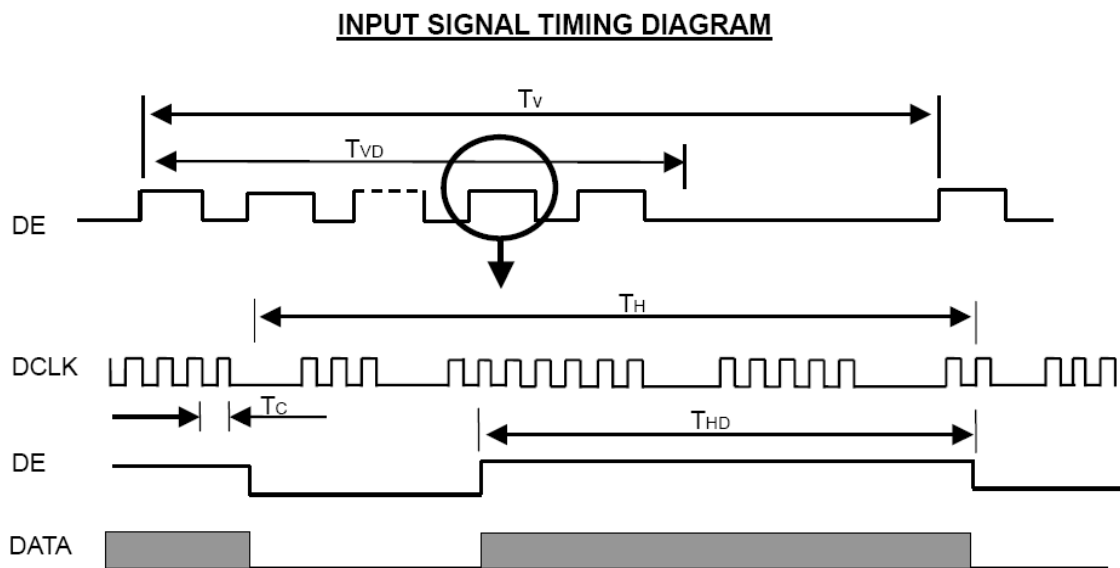 INPUT SIGNAL TIMING DIAGRAM
TV
TVD
DE
TH
DCLK
TC
THD
DE
DATA